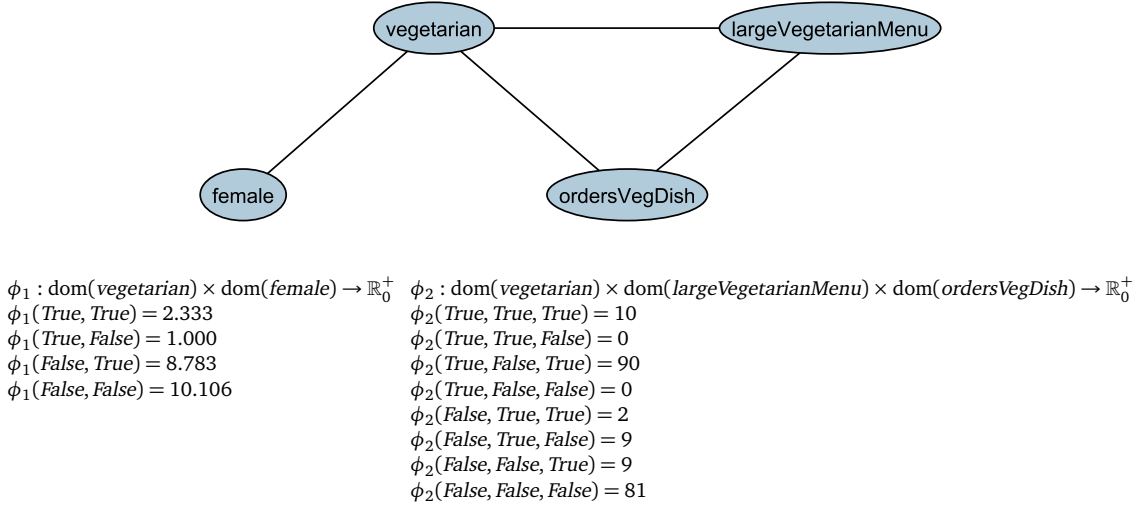 vegetarian largeVegetarianMenu
female ordersVegDish
ϕ₁ : dom(vegetarian) × dom(female) → ℝ₀⁺
ϕ₁(True, True) = 2.333
ϕ₁(True, False) = 1.000
ϕ₁(False, True) = 8.783
ϕ₁(False, False) = 10.106
ϕ₂ : dom(vegetarian) × dom(largeVegetarianMenu) × dom(ordersVegDish) → ℝ₀⁺
ϕ₂(True, True, True) = 10
ϕ₂(True, True, False) = 0
ϕ₂(True, False, True) = 90
ϕ₂(True, False, False) = 0
ϕ₂(False, True, True) = 2
ϕ₂(False, True, False) = 9
ϕ₂(False, False, True) = 9
ϕ₂(False, False, False) = 81